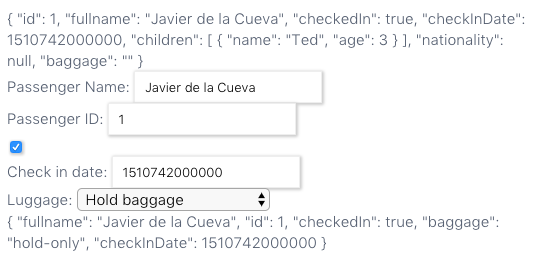 { "id": 1, "fullname": "Javier de la Cueva", "checkedIn": true, "checkInDate":
1510742000000, "children": [ { "name": "Ted", "age": 3 } ], "nationality":
null, "baggage": "" }
Passenger Name: Javier de la Cueva
Passenger ID: 1
Check in date: 1510742000000
Luggage: Hold baggage
{ "fullname": "Javier de la Cueva", "id": 1, "checkedIn": true, "baggage":
"hold-only", "checkInDate": 1510742000000 }